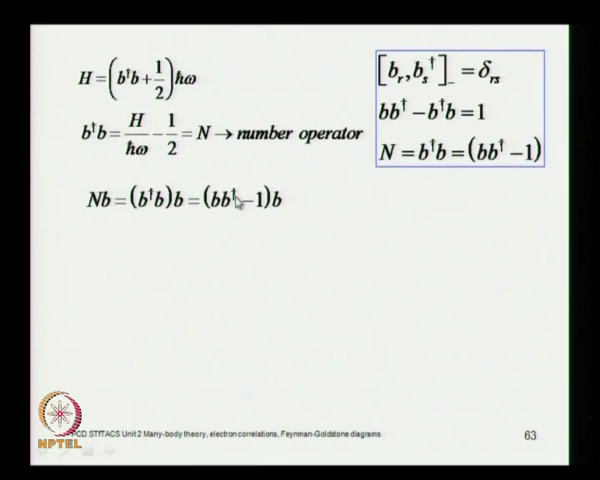 H = (b†b + 1/2) ħω
b†b = H/ħω − 1/2 = N → number operator
Nb = (b†b)b = (bb† − 1)b
[b_r, b_s†]_− = δ_rs
bb† − b†b = 1
N = b†b = (bb† − 1)
NPTEL
PCD STiTACS Unit 2 Many-body theory, electron correlations, Feynman-Goldstone diagrams
63